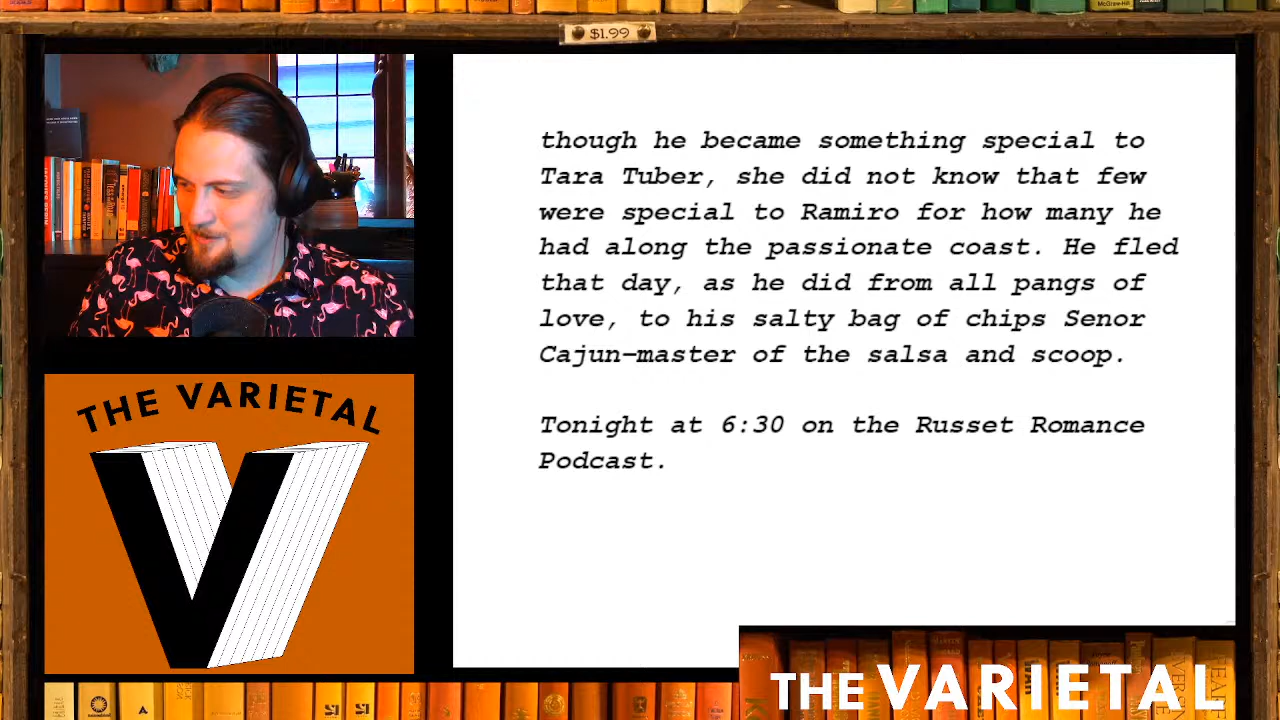 McGraw-Hill
$1.99
though he became something special to
Tara Tuber, she did not know that few
were special to Ramiro for how many he
had along the passionate coast. He fled
that day, as he did from all pangs of
love, to his salty bag of chips Senor
Cajun-master of the salsa and scoop.
Tonight at 6:30 on the Russet Romance
Podcast.
THE VARIETAL
THE VARIETAL